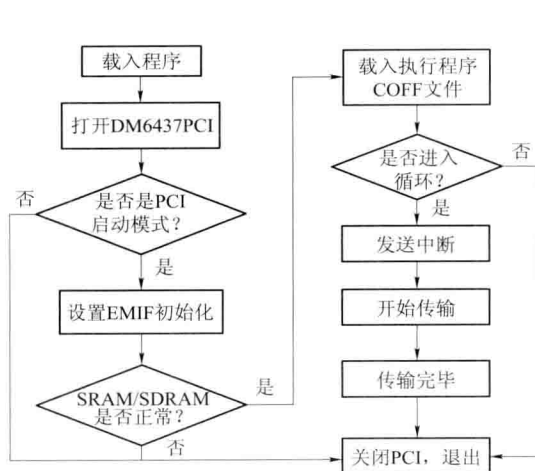 载入程序
打开DM6437PCI
否
是否是PCI
启动模式?
是
设置EMIF初始化
SRAM/SDRAM
是否正常?
是
否
载入执行程序
COFF文件
是否进入
循环?
否
是
发送中断
开始传输
传输完毕
关闭PCI，退出